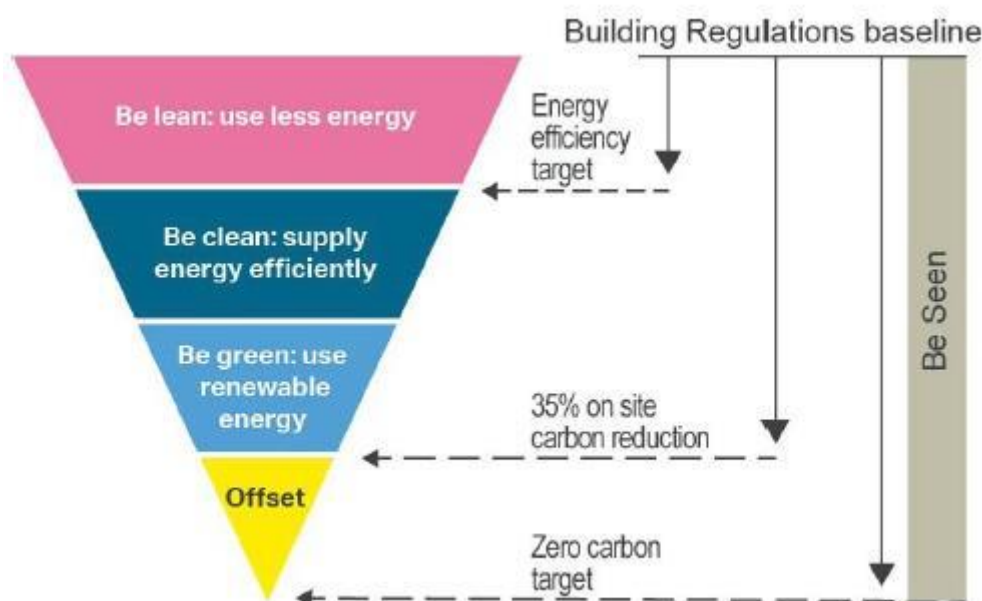 Building Regulations baseline
Be lean: use less energy
Energy
efficiency
target
Be clean: supply
energy efficiently
Be Seen
Be green: use
renewable
energy
35% on site
carbon reduction
Offset
Zero carbon
target